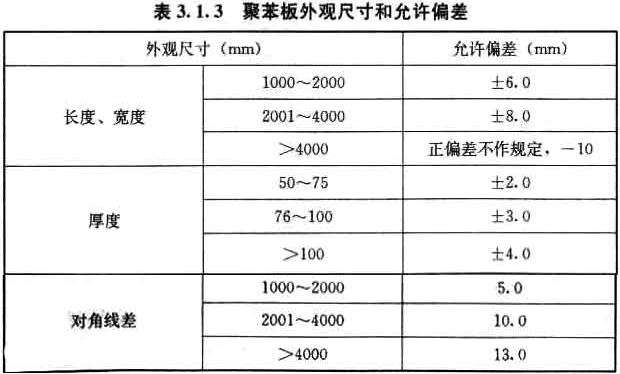 表 3.1.3 聚苯板外观尺寸和允许偏差
外观尺寸（mm） 允许偏差（mm）
长度、宽度 1000～2000 ±6.0
2001～4000 ±8.0
＞4000 正偏差不作规定，－10
厚度 50～75 ±2.0
76～100 ±3.0
＞100 ±4.0
对角线差 1000～2000 5.0
2001～4000 10.0
＞4000 13.0